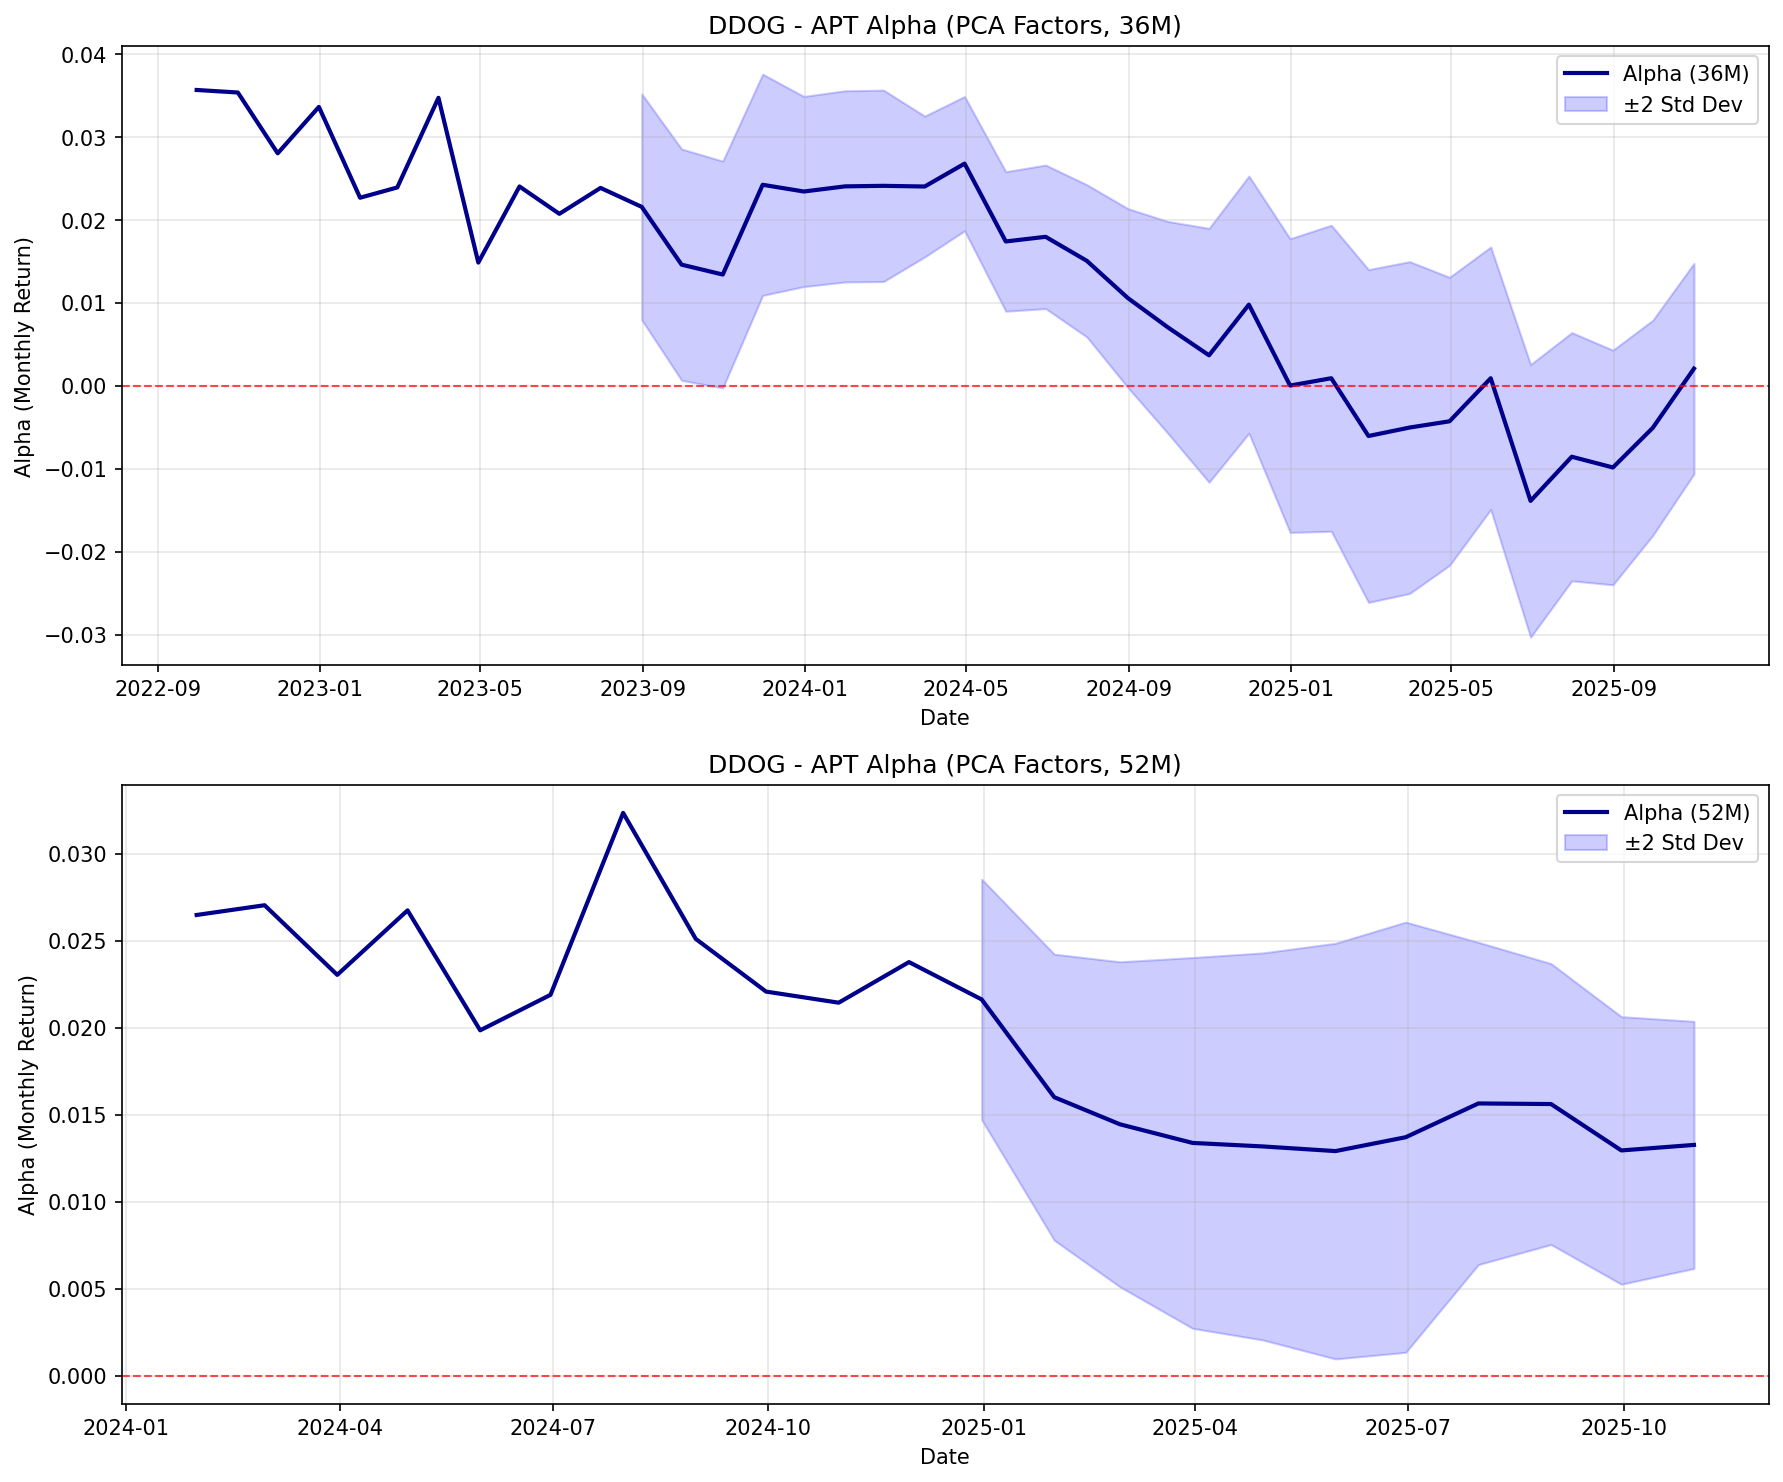 DDOG - APT Alpha (PCA Factors, 36M)
Alpha (Monthly Return)
0.04
0.03
0.02
0.01
0.00
−0.01
−0.02
−0.03
Alpha (36M)
±2 Std Dev
2022-09 2023-01 2023-05 2023-09 2024-01 2024-05 2024-09 2025-01 2025-05 2025-09
Date
DDOG - APT Alpha (PCA Factors, 52M)
Alpha (Monthly Return)
0.030
0.025
0.020
0.015
0.010
0.005
0.000
Alpha (52M)
±2 Std Dev
2024-01 2024-04 2024-07 2024-10 2025-01 2025-04 2025-07 2025-10
Date